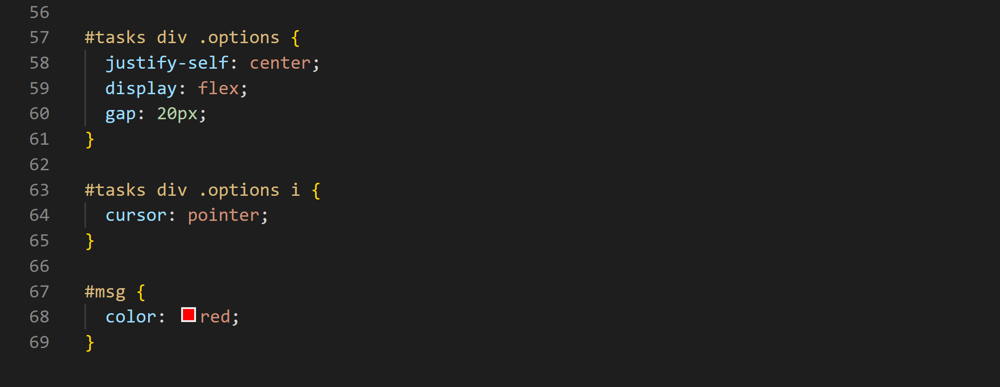 56
57 #tasks div .options {
58 justify-self: center;
59 display: flex;
60 gap: 20px;
61 }
62
63 #tasks div .options i {
64 cursor: pointer;
65 }
66
67 #msg {
68 color: red;
69 }